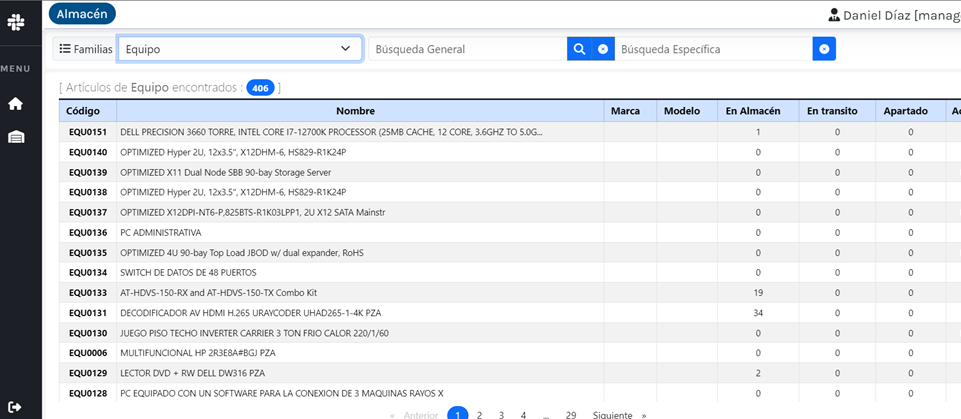 Almacén
Daniel Díaz [manag
MENU
Familias Equipo Búsqueda General Búsqueda Específica
[ Artículos de Equipo encontrados : 406 ]
Código Nombre Marca Modelo En Almacén En transito Apartado
EQU0151 DELL PRECISION 3660 TORRE, INTEL CORE I7-12700K PROCESSOR (25MB CACHE, 12 CORE, 3.6GHZ TO 5.0G... 1 0 0
EQU0140 OPTIMIZED Hyper 2U, 12x3.5", X12DHM-6, HS829-R1K24P 0 0 0
EQU0139 OPTIMIZED X11 Dual Node SBB 90-bay Storage Server 0 0 0
EQU0138 OPTIMIZED Hyper 2U, 12x3.5", X12DHM-6, HS829-R1K24P 0 0 0
EQU0137 OPTIMIZED X12DPI-NT6-P,825BTS-R1K03LPP1, 2U X12 SATA Mainstr 0 0 0
EQU0136 PC ADMINISTRATIVA 0 0 0
EQU0135 OPTIMIZED 4U 90-bay Top Load JBOD w/ dual expander, RoHS 0 0 0
EQU0134 SWITCH DE DATOS DE 48 PUERTOS 0 0 0
EQU0133 AT-HDVS-150-RX and AT-HDVS-150-TX Combo Kit 19 0 0
EQU0131 DECODIFICADOR AV HDMI H.265 URAYCODER UHAD265-1-4K PZA 34 0 0
EQU0130 JUEGO PISO TECHO INVERTER CARRIER 3 TON FRIO CALOR 220/1/60 0 0 0
EQU0006 MULTIFUNCIONAL HP 2R3E8A#BGJ PZA 0 0 0
EQU0129 LECTOR DVD + RW DELL DW316 PZA 2 0 0
EQU0128 PC EQUIPADO CON UN SOFTWARE PARA LA CONEXION DE 3 MAQUINAS RAYOS X 0 0 0
« Anterior 1 2 3 4 ... 29 Siguiente »